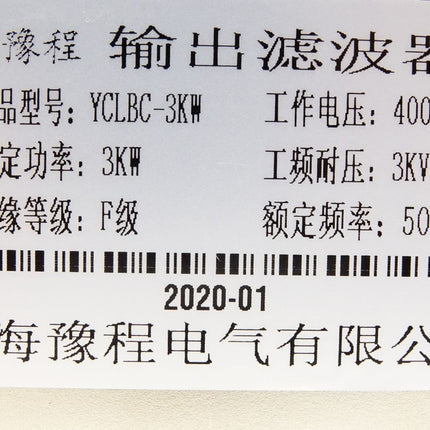 豫程 输出滤波器
品型号: YCLBC-3KW 工作电压: 400
定功率: 3KW 工频耐压: 3KV
缘等级: F级 额定频率: 50
2020-01
海豫程电气有限公